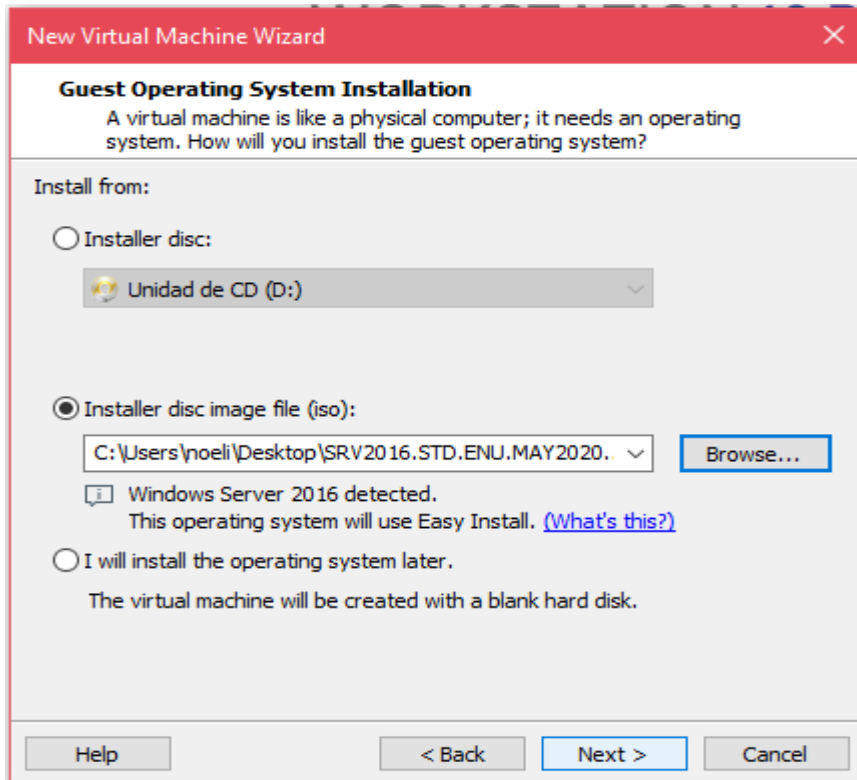 New Virtual Machine Wizard
Guest Operating System Installation
A virtual machine is like a physical computer; it needs an operating
system. How will you install the guest operating system?
Install from:
Installer disc:
Unidad de CD (D:)
Installer disc image file (iso):
C:\Users\noeli\Desktop\SRV2016.STD.ENU.MAY2020.. Browse...
Windows Server 2016 detected.
This operating system will use Easy Install. (What's this?)
I will install the operating system later.
The virtual machine will be created with a blank hard disk.
Help < Back Next > Cancel